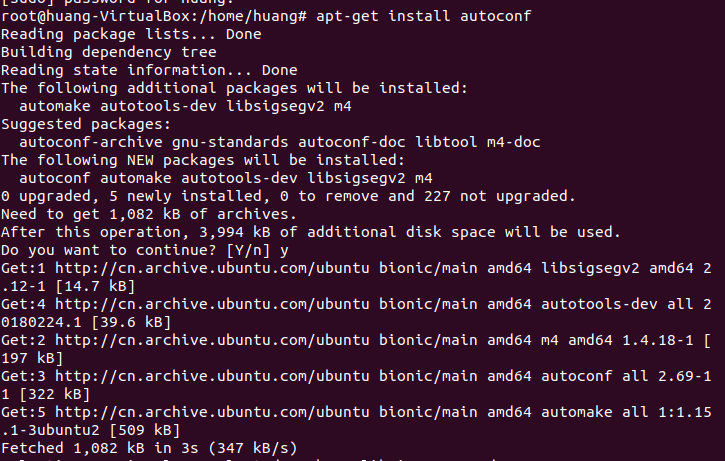 [sudo] password for huang:
root@huang-VirtualBox:/home/huang# apt-get install autoconf
Reading package lists... Done
Building dependency tree
Reading state information... Done
The following additional packages will be installed:
  automake autotools-dev libsigsegv2 m4
Suggested packages:
  autoconf-archive gnu-standards autoconf-doc libtool m4-doc
The following NEW packages will be installed:
  autoconf automake autotools-dev libsigsegv2 m4
0 upgraded, 5 newly installed, 0 to remove and 227 not upgraded.
Need to get 1,082 kB of archives.
After this operation, 3,994 kB of additional disk space will be used.
Do you want to continue? [Y/n] y
Get:1 http://cn.archive.ubuntu.com/ubuntu bionic/main amd64 libsigsegv2 amd64 2
.12-1 [14.7 kB]
Get:4 http://cn.archive.ubuntu.com/ubuntu bionic/main amd64 autotools-dev all 2
0180224.1 [39.6 kB]
Get:2 http://cn.archive.ubuntu.com/ubuntu bionic/main amd64 m4 amd64 1.4.18-1 [
197 kB]
Get:3 http://cn.archive.ubuntu.com/ubuntu bionic/main amd64 autoconf all 2.69-1
1 [322 kB]
Get:5 http://cn.archive.ubuntu.com/ubuntu bionic/main amd64 automake all 1:1.15
.1-3ubuntu2 [509 kB]
Fetched 1,082 kB in 3s (347 kB/s)